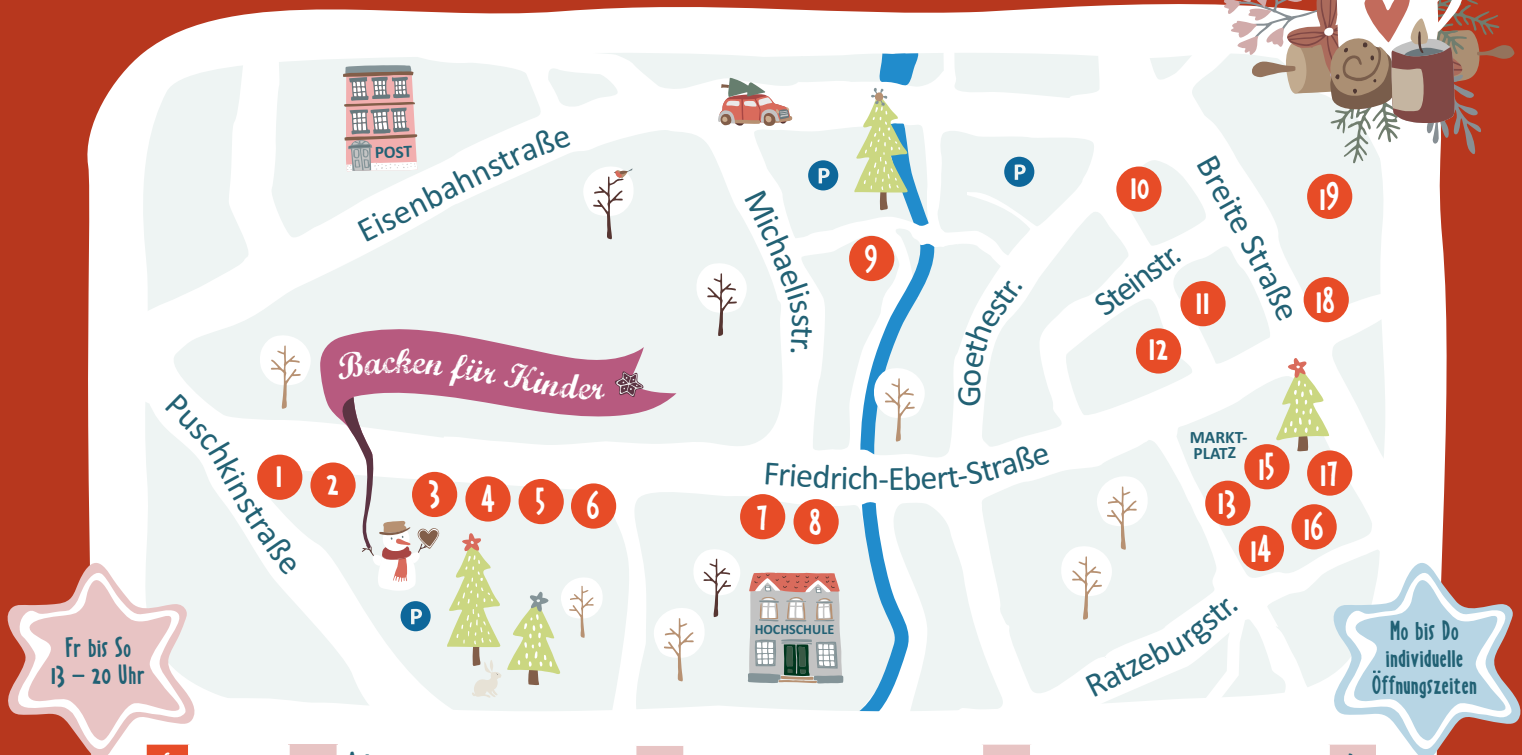 POST
Eisenbahnstraße
P
P
Michaelisstr.
Breite Straße
10
19
9
Steinstr.
Goethestr.
11
18
12
Backen für Kinder
Puschkinstraße
MARKT-
PLATZ
15
17
13
16
14
Friedrich-Ebert-Straße
1
2
3
4
5
6
7
8
P
HOCHSCHULE
Ratzeburgstr.
Fr bis So
13 – 20 Uhr
Mo bis Do
individuelle
Öffnungszeiten